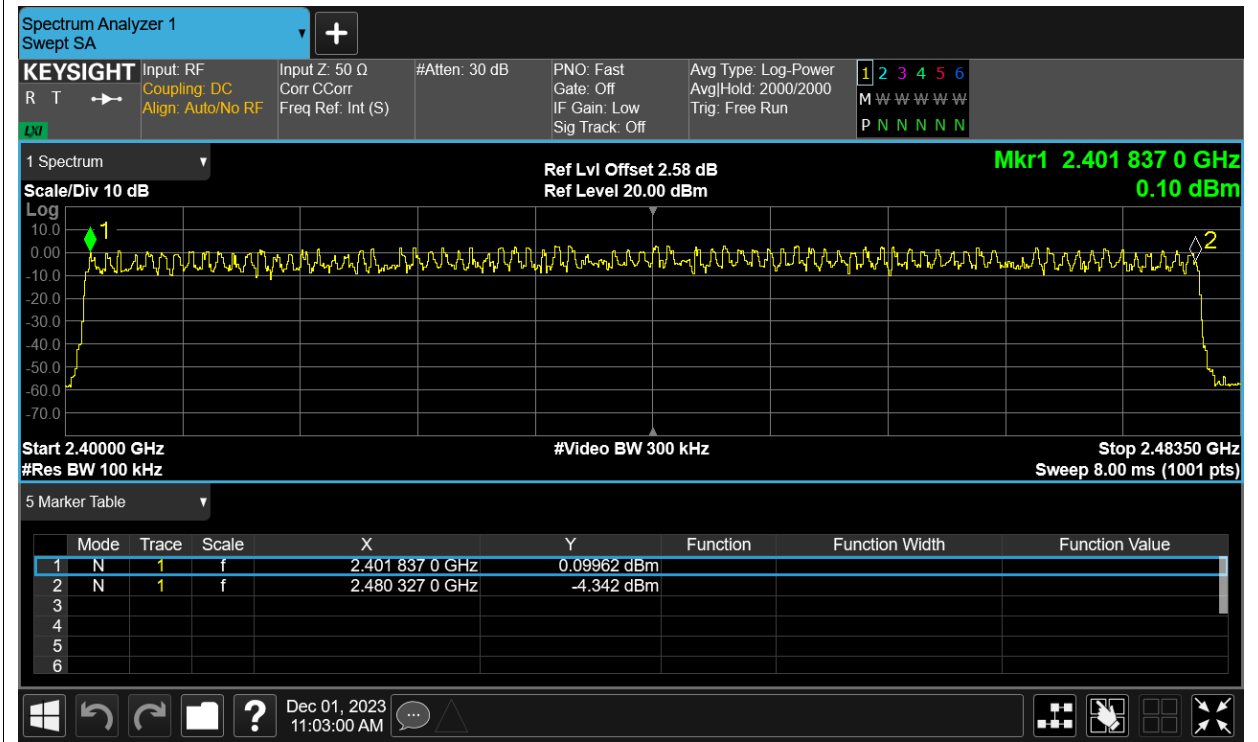 Spectrum Analyzer 1
Swept SA
+
KEYSIGHT Input: RF Input Z: 50 Ω #Atten: 30 dB PNO: Fast Avg Type: Log-Power 1 2 3 4 5 6
R T Coupling: DC Corr CCorr Gate: Off Avg|Hold: 2000/2000 M W W W W W
Align: Auto/No RF Freq Ref: Int (S) IF Gain: Low Trig: Free Run
LXI Sig Track: Off P N N N N N
1 Spectrum Mkr1 2.401 837 0 GHz
Ref Lvl Offset 2.58 dB
Scale/Div 10 dB Ref Level 20.00 dBm 0.10 dBm
Log
10.0
0.00
-10.0
-20.0
-30.0
-40.0
-50.0
-60.0
-70.0
1
2
Start 2.40000 GHz #Video BW 300 kHz Stop 2.48350 GHz
#Res BW 100 kHz Sweep 8.00 ms (1001 pts)
5 Marker Table
Mode Trace Scale X Y Function Function Width Function Value
1 N 1 f 2.401 837 0 GHz 0.09962 dBm
2 N 1 f 2.480 327 0 GHz -4.342 dBm
3
4
5
6
? Dec 01, 2023
11:03:00 AM